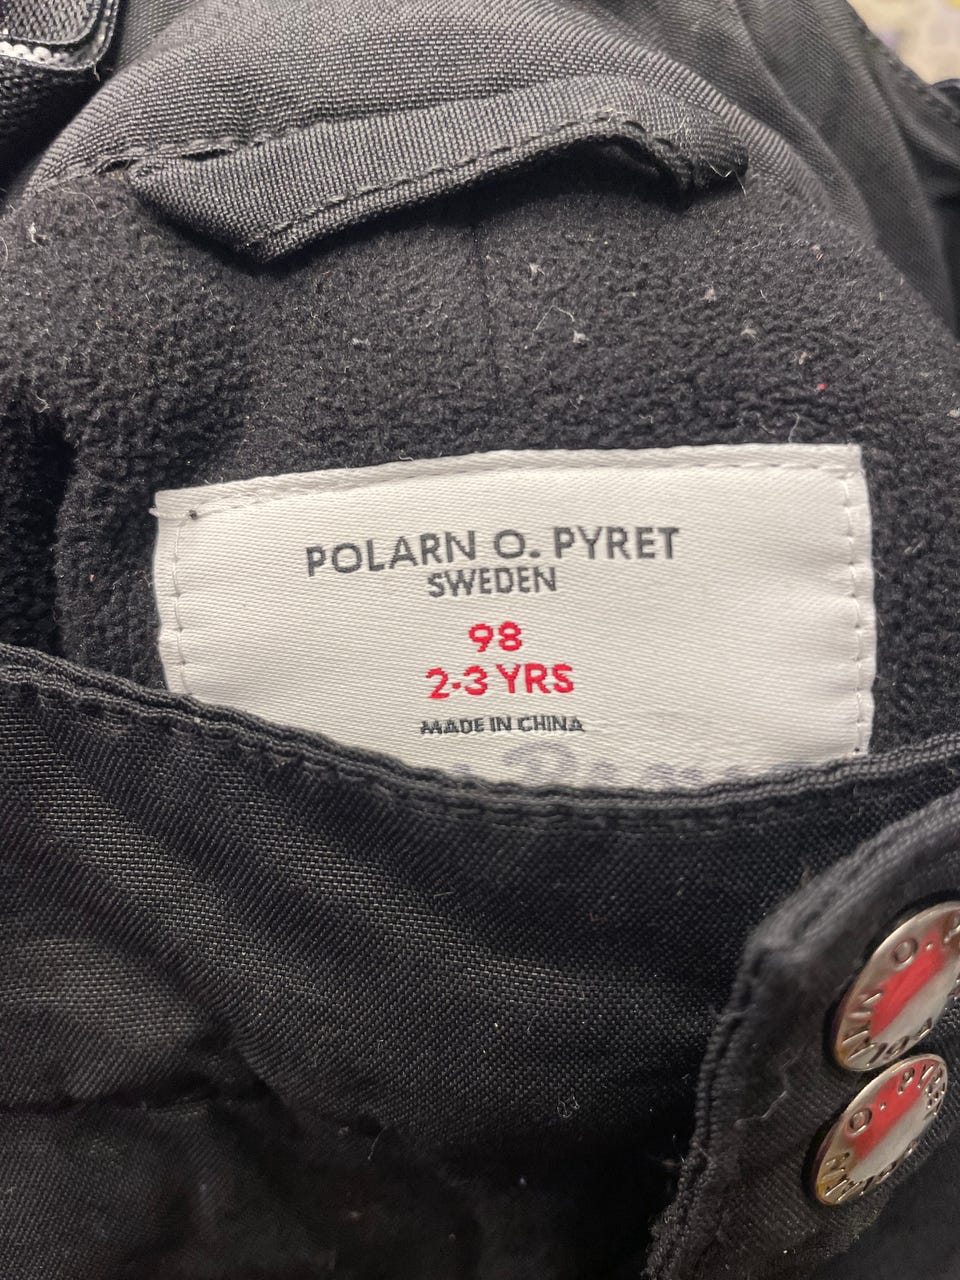 POLARN O. PYRET
SWEDEN
98
2-3 YRS
MADE IN CHINA